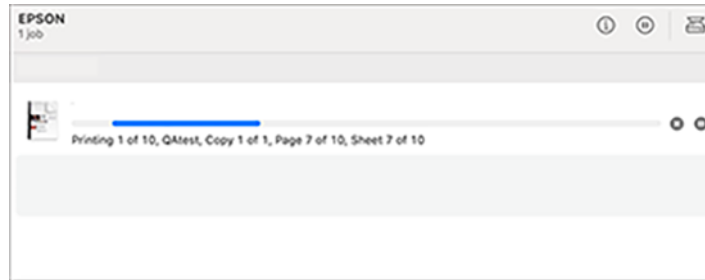 EPSON
1 job
Printing 1 of 10, QAtest, Copy 1 of 1, Page 7 of 10, Sheet 7 of 10